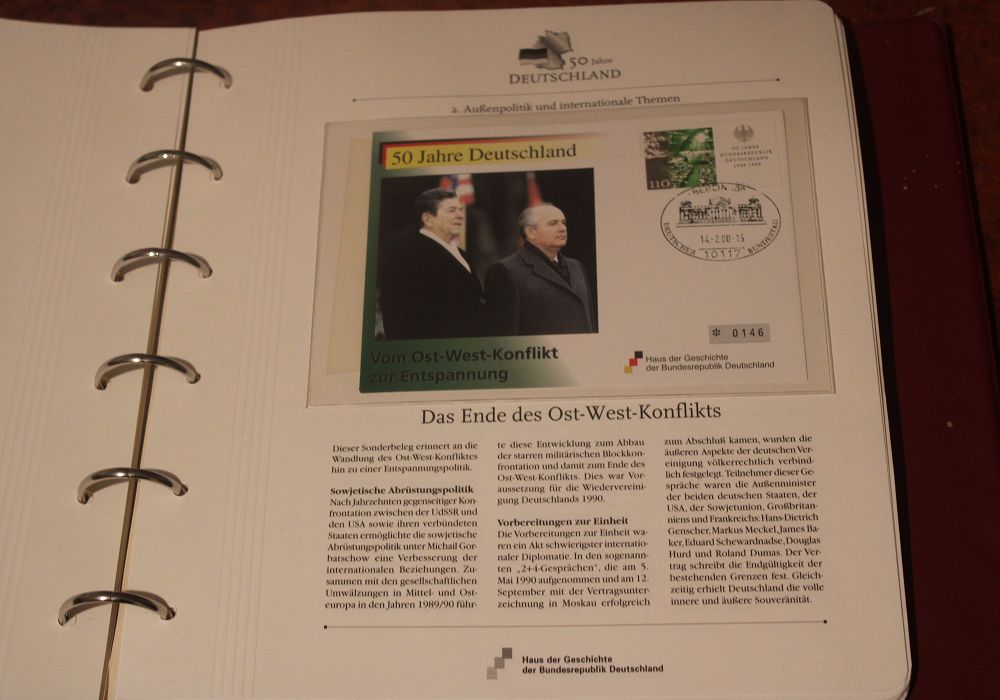 50 Jahre
DEUTSCHLAND
2. Außenpolitik und internationale Themen
50 Jahre Deutschland
110
50 JAHRE
BUNDESREPUBLIK
DEUTSCHLAND
1949-1999
BERLIN
14-2.00-15
10117
DEUTSCHER BUNDESTAG
✻ 0146
Vom Ost-West-Konflikt
zur Entspannung
Haus der Geschichte
der Bundesrepublik Deutschland
Das Ende des Ost-West-Konflikts
Dieser Sonderbeleg erinnert an die
Wandlung des Ost-West-Konfliktes
hin zu einer Entspannungspolitik.
Sowjetische Abrüstungspolitik
Nach Jahrzehnten gegenseitiger Kon-
frontation zwischen der UdSSR und
den USA sowie ihren verbündeten
Staaten ermöglichte die sowjetische
Abrüstungspolitik unter Michail Gor-
batschow eine Verbesserung der
internationalen Beziehungen. Zu-
sammen mit den gesellschaftlichen
Umwälzungen in Mittel- und Ost-
europa in den Jahren 1989/90 führ-
te diese Entwicklung zum Abbau
der starren militärischen Blockkon-
frontation und damit zum Ende des
Ost-West-Konflikts. Dies war Vor-
aussetzung für die Wiedervereini-
gung Deutschlands 1990.
Vorbereitungen zur Einheit
Die Vorbereitungen zur Einheit wa-
ren ein Akt schwierigster internatio-
naler Diplomatie. In den sogenann-
ten „2+4-Gesprächen“, die am 5.
Mai 1990 aufgenommen und am 12.
September mit der Vertragsunter-
zeichnung in Moskau erfolgreich
zum Abschluß kamen, wurden die
äußeren Aspekte der deutschen Ver-
einigung völkerrechtlich verbind-
lich festgelegt. Teilnehmer dieser Ge-
spräche waren die Außenminister
der beiden deutschen Staaten, der
USA, der Sowjetunion, Großbritan-
niens und Frankreichs: Hans-Dietrich
Genscher, Markus Meckel, James Ba-
ker, Eduard Schewardnadse, Douglas
Hurd und Roland Dumas. Der Ver-
trag schreibt die Endgültigkeit der
bestehenden Grenzen fest. Gleich-
zeitig erhielt Deutschland die volle
innere und äußere Souveränität.
Haus der Geschichte
der Bundesrepublik Deutschland